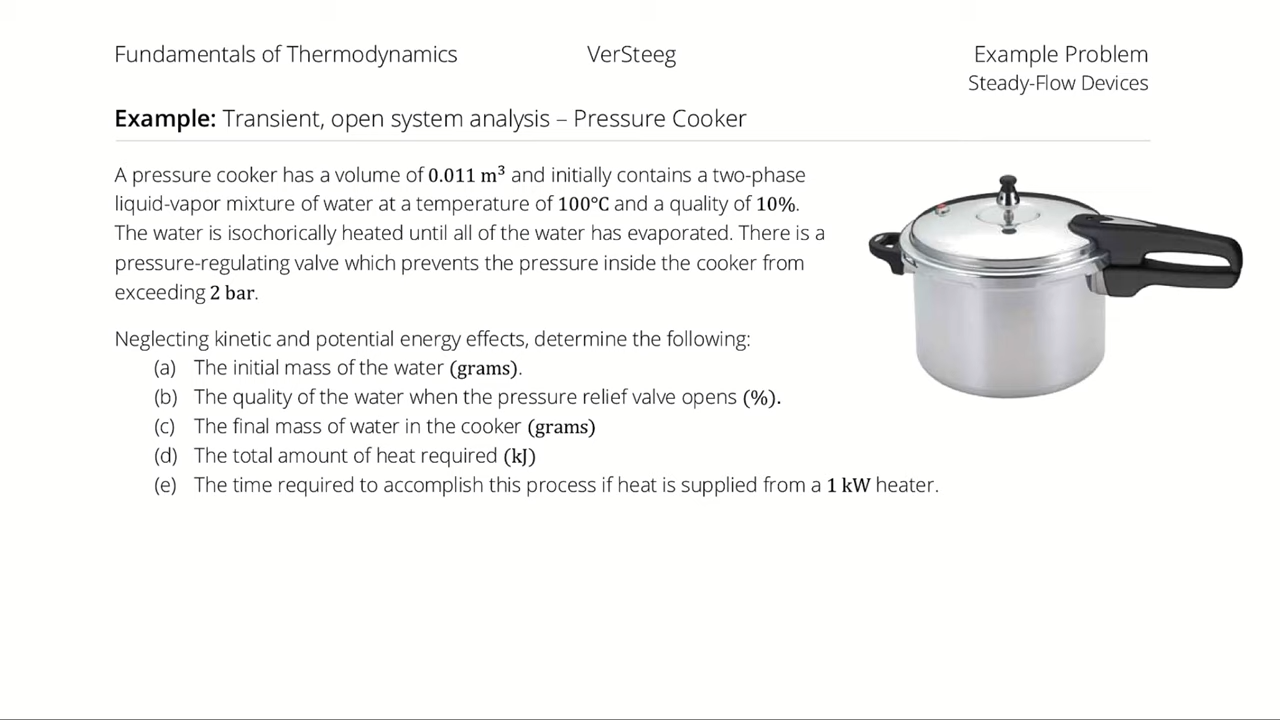 Fundamentals of Thermodynamics VerSteeg Example Problem
Steady-Flow Devices
Example: Transient, open system analysis – Pressure Cooker
A pressure cooker has a volume of 0.011 m³ and initially contains a two-phase
liquid-vapor mixture of water at a temperature of 100°C and a quality of 10%.
The water is isochorically heated until all of the water has evaporated. There is a
pressure-regulating valve which prevents the pressure inside the cooker from
exceeding 2 bar.
Neglecting kinetic and potential energy effects, determine the following:
(a) The initial mass of the water (grams).
(b) The quality of the water when the pressure relief valve opens (%).
(c) The final mass of water in the cooker (grams)
(d) The total amount of heat required (kJ)
(e) The time required to accomplish this process if heat is supplied from a 1 kW heater.